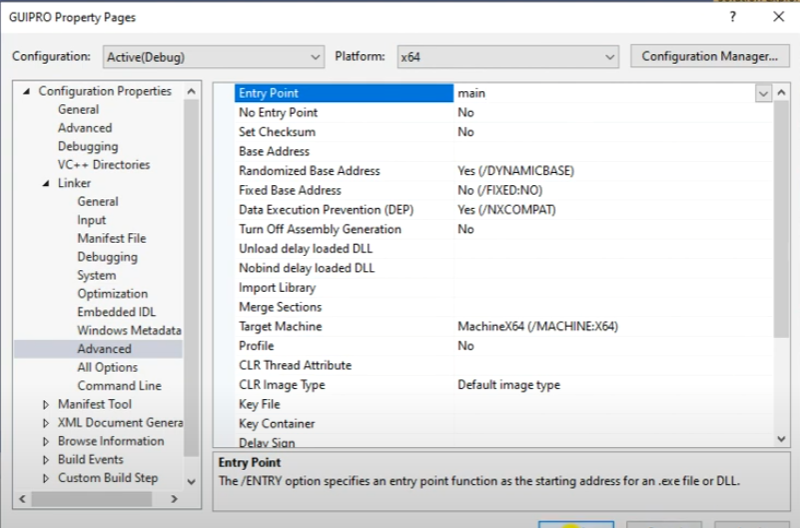 GUIPRO Property Pages
? ×
Configuration: Active(Debug) Platform: x64 Configuration Manager...
Configuration Properties
General
Advanced
Debugging
VC++ Directories
Linker
General
Input
Manifest File
Debugging
System
Optimization
Embedded IDL
Windows Metadata
Advanced
All Options
Command Line
Manifest Tool
XML Document Genera
Browse Information
Build Events
Custom Build Step
Entry Point main
No Entry Point No
Set Checksum No
Base Address
Randomized Base Address Yes (/DYNAMICBASE)
Fixed Base Address No (/FIXED:NO)
Data Execution Prevention (DEP) Yes (/NXCOMPAT)
Turn Off Assembly Generation No
Unload delay loaded DLL
Nobind delay loaded DLL
Import Library
Merge Sections
Target Machine MachineX64 (/MACHINE:X64)
Profile No
CLR Thread Attribute
CLR Image Type Default image type
Key File
Key Container
Delay Sign
Entry Point
The /ENTRY option specifies an entry point function as the starting address for an .exe file or DLL.